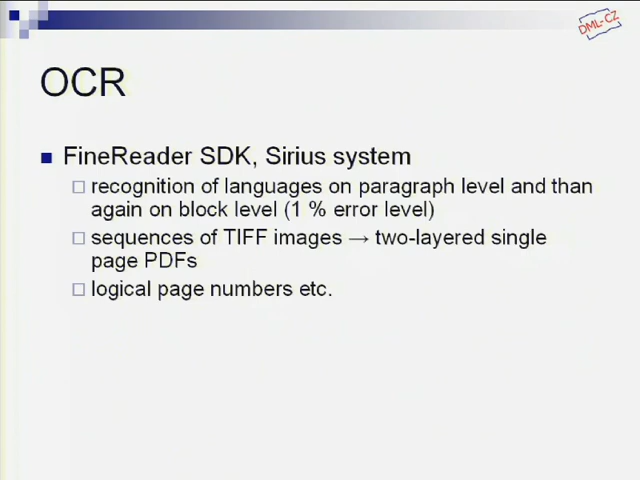 DML-CZ
OCR
FineReader SDK, Sirius system
recognition of languages on paragraph level and than
again on block level (1 % error level)
sequences of TIFF images → two-layered single
page PDFs
logical page numbers etc.